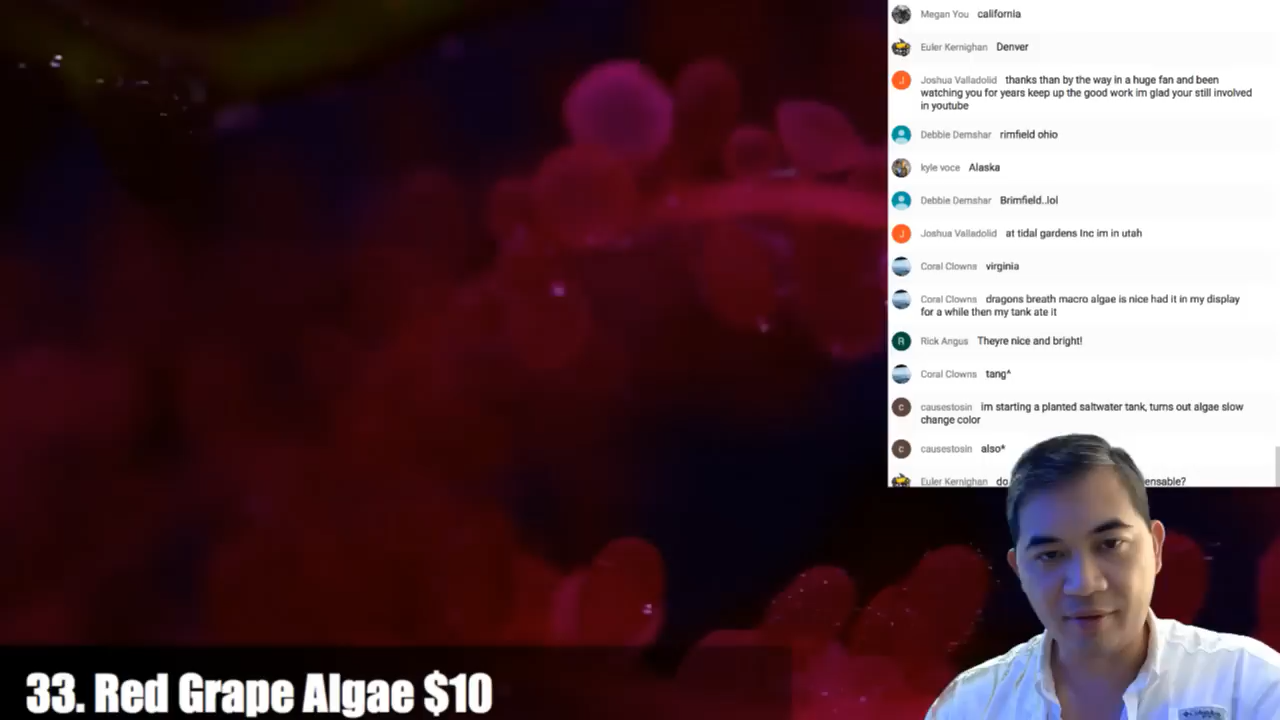 Megan You california
Euler Kernighan Denver
Joshua Valladolid thanks than by the way in a huge fan and been
watching you for years keep up the good work im glad your still involved
in youtube
Debbie Demshar rimfield ohio
kyle voce Alaska
Debbie Demshar Brimfield..lol
J
Joshua Valladolid at tidal gardens Inc im in utah
Coral Clowns virginia
Coral Clowns dragons breath macro algae is nice had it in my display
for a while then my tank ate it
R
Rick Angus Theyre nice and bright!
Coral Clowns tang^
c
causestosin im starting a planted saltwater tank, turns out algae slow
change color
c
causestosin also*
Euler Kernighan do ensable?
33. Red Grape Algae $10